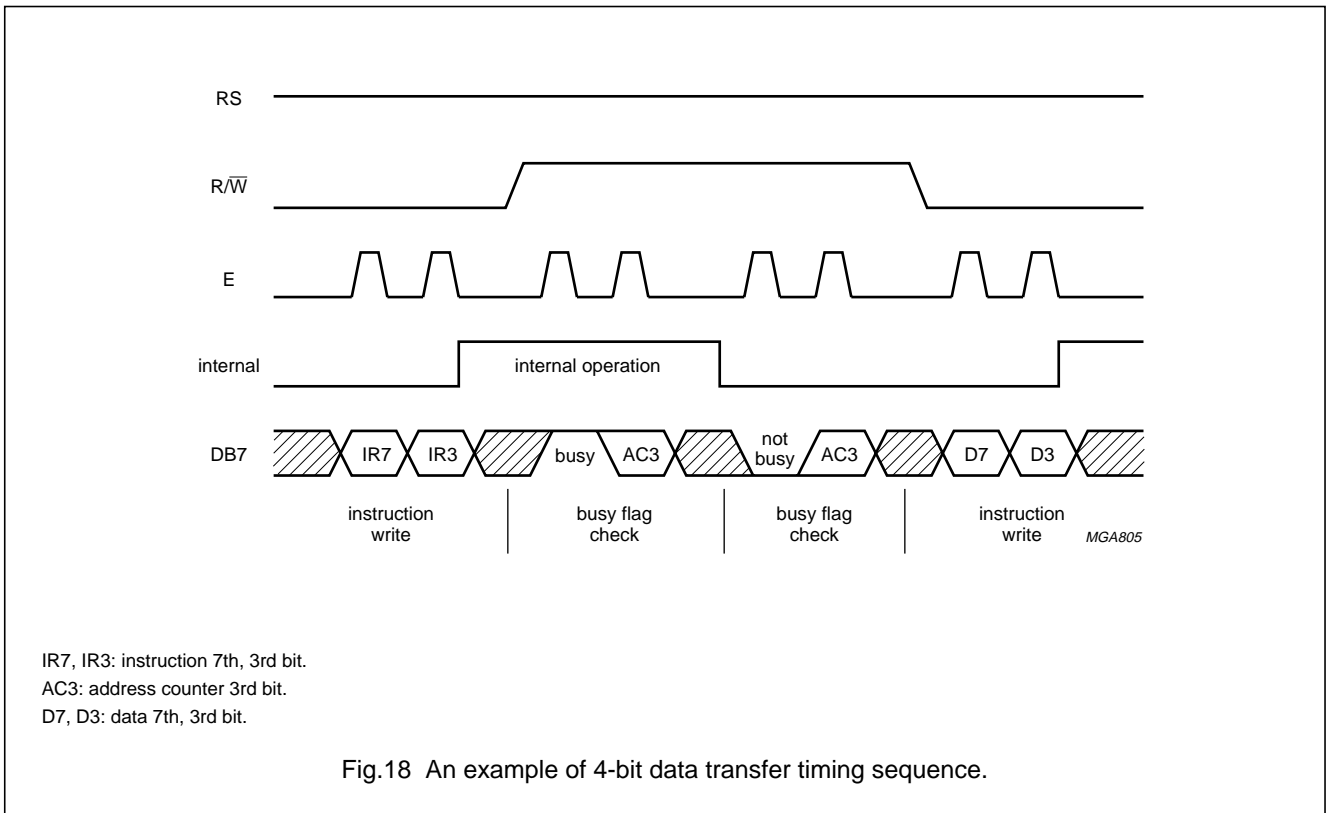 RS
R/W̅
E
internal
internal operation
DB7
IR7 IR3 busy AC3 not busy AC3 D7 D3
instruction write
busy flag check
busy flag check
instruction write
MGA805
IR7, IR3: instruction 7th, 3rd bit.
AC3: address counter 3rd bit.
D7, D3: data 7th, 3rd bit.
Fig.18 An example of 4-bit data transfer timing sequence.